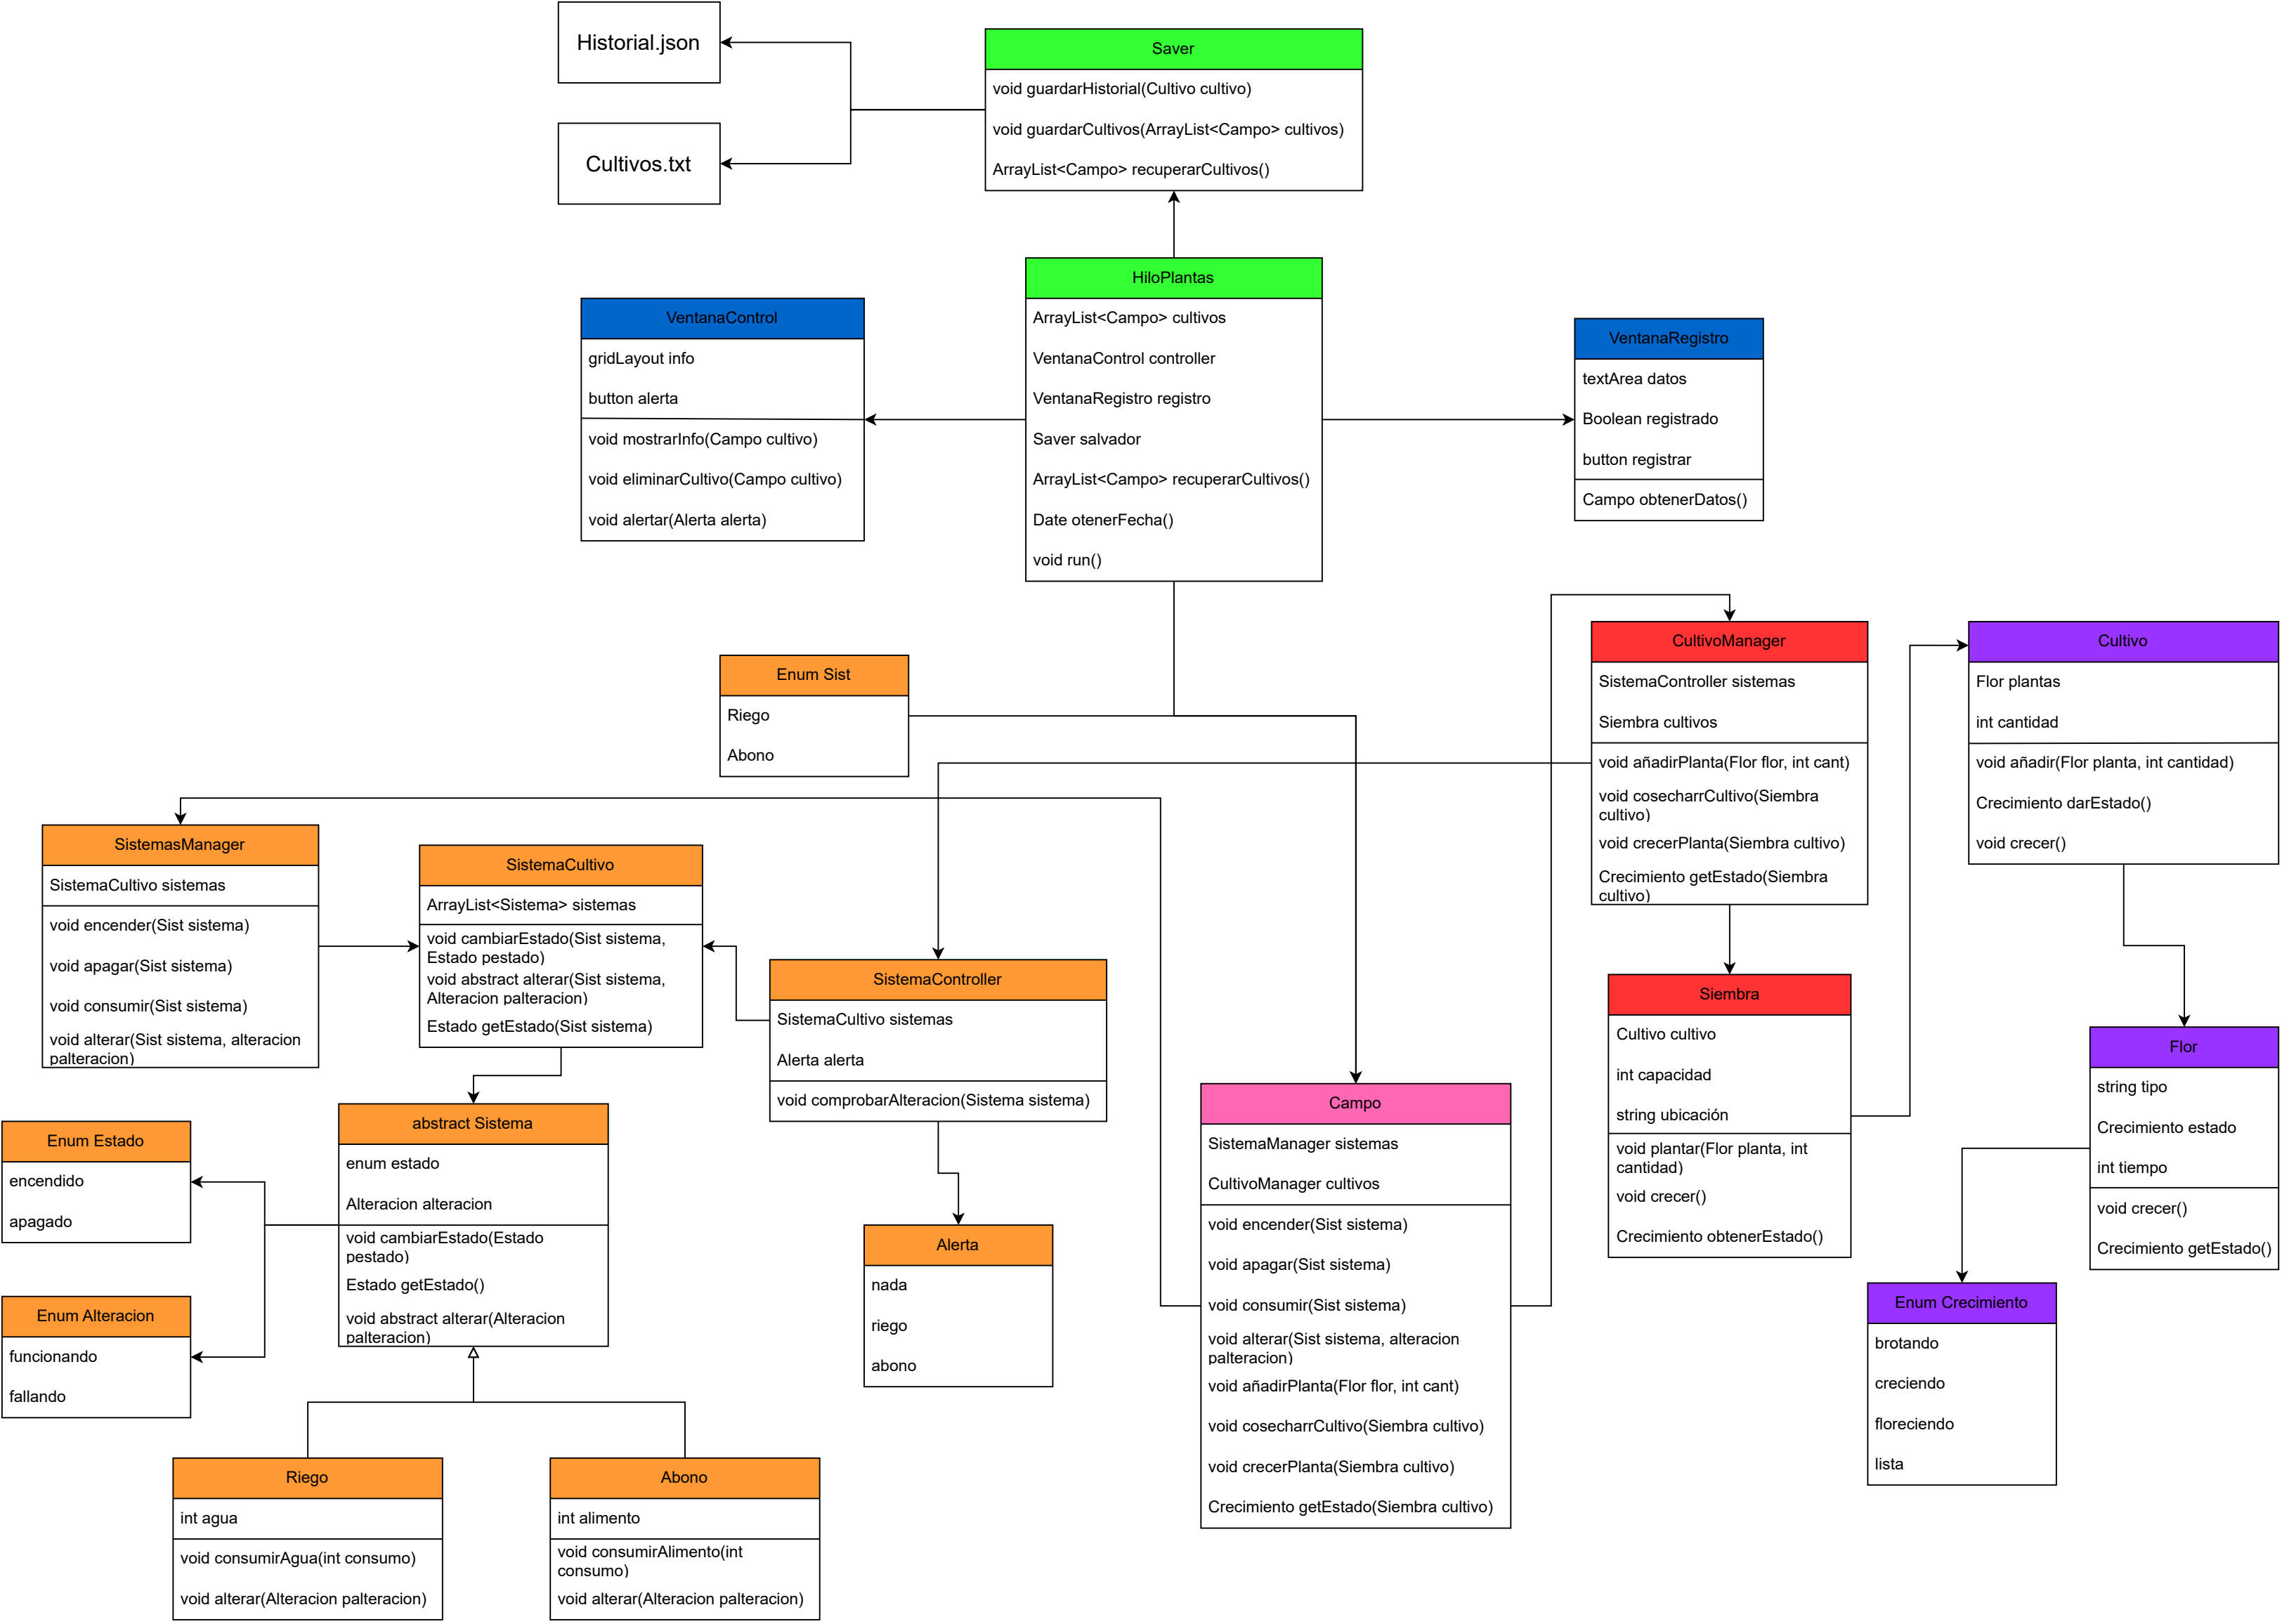 Historial.json
Cultivos.txt
Saver
void guardarHistorial(Cultivo cultivo)
void guardarCultivos(ArrayList<Campo> cultivos)
ArrayList<Campo> recuperarCultivos()
HiloPlantas
ArrayList<Campo> cultivos
VentanaControl controller
VentanaRegistro registro
Saver salvador
ArrayList<Campo> recuperarCultivos()
Date otenerFecha()
void run()
VentanaControl
gridLayout info
button alerta
void mostrarInfo(Campo cultivo)
void eliminarCultivo(Campo cultivo)
void alertar(Alerta alerta)
VentanaRegistro
textArea datos
Boolean registrado
button registrar
Campo obtenerDatos()
Enum Sist
Riego
Abono
CultivoManager
SistemaController sistemas
Siembra cultivos
void añadirPlanta(Flor flor, int cant)
void cosecharrCultivo(Siembra
cultivo)
void crecerPlanta(Siembra cultivo)
Crecimiento getEstado(Siembra
cultivo)
Cultivo
Flor plantas
int cantidad
void añadir(Flor planta, int cantidad)
Crecimiento darEstado()
void crecer()
SistemasManager
SistemaCultivo sistemas
void encender(Sist sistema)
void apagar(Sist sistema)
void consumir(Sist sistema)
void alterar(Sist sistema, alteracion
palteracion)
SistemaCultivo
ArrayList<Sistema> sistemas
void cambiarEstado(Sist sistema,
Estado pestado)
void abstract alterar(Sist sistema,
Alteracion palteracion)
Estado getEstado(Sist sistema)
SistemaController
SistemaCultivo sistemas
Alerta alerta
void comprobarAlteracion(Sistema sistema)
Siembra
Cultivo cultivo
int capacidad
string ubicación
void plantar(Flor planta, int
cantidad)
void crecer()
Crecimiento obtenerEstado()
Flor
string tipo
Crecimiento estado
int tiempo
void crecer()
Crecimiento getEstado()
Enum Estado
encendido
apagado
abstract Sistema
enum estado
Alteracion alteracion
void cambiarEstado(Estado
pestado)
Estado getEstado()
void abstract alterar(Alteracion
palteracion)
Campo
SistemaManager sistemas
CultivoManager cultivos
void encender(Sist sistema)
void apagar(Sist sistema)
void consumir(Sist sistema)
void alterar(Sist sistema, alteracion
palteracion)
void añadirPlanta(Flor flor, int cant)
void cosecharrCultivo(Siembra cultivo)
void crecerPlanta(Siembra cultivo)
Crecimiento getEstado(Siembra cultivo)
Alerta
nada
riego
abono
Enum Alteracion
funcionando
fallando
Enum Crecimiento
brotando
creciendo
floreciendo
lista
Riego
int agua
void consumirAgua(int consumo)
void alterar(Alteracion palteracion)
Abono
int alimento
void consumirAlimento(int
consumo)
void alterar(Alteracion palteracion)